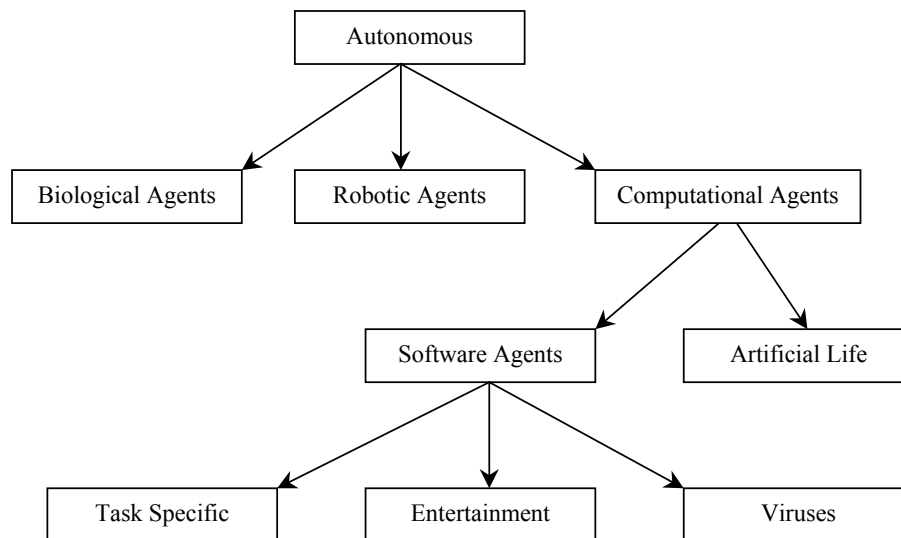 Autonomous
Biological Agents
Robotic Agents
Computational Agents
Software Agents
Artificial Life
Task Specific
Entertainment
Viruses